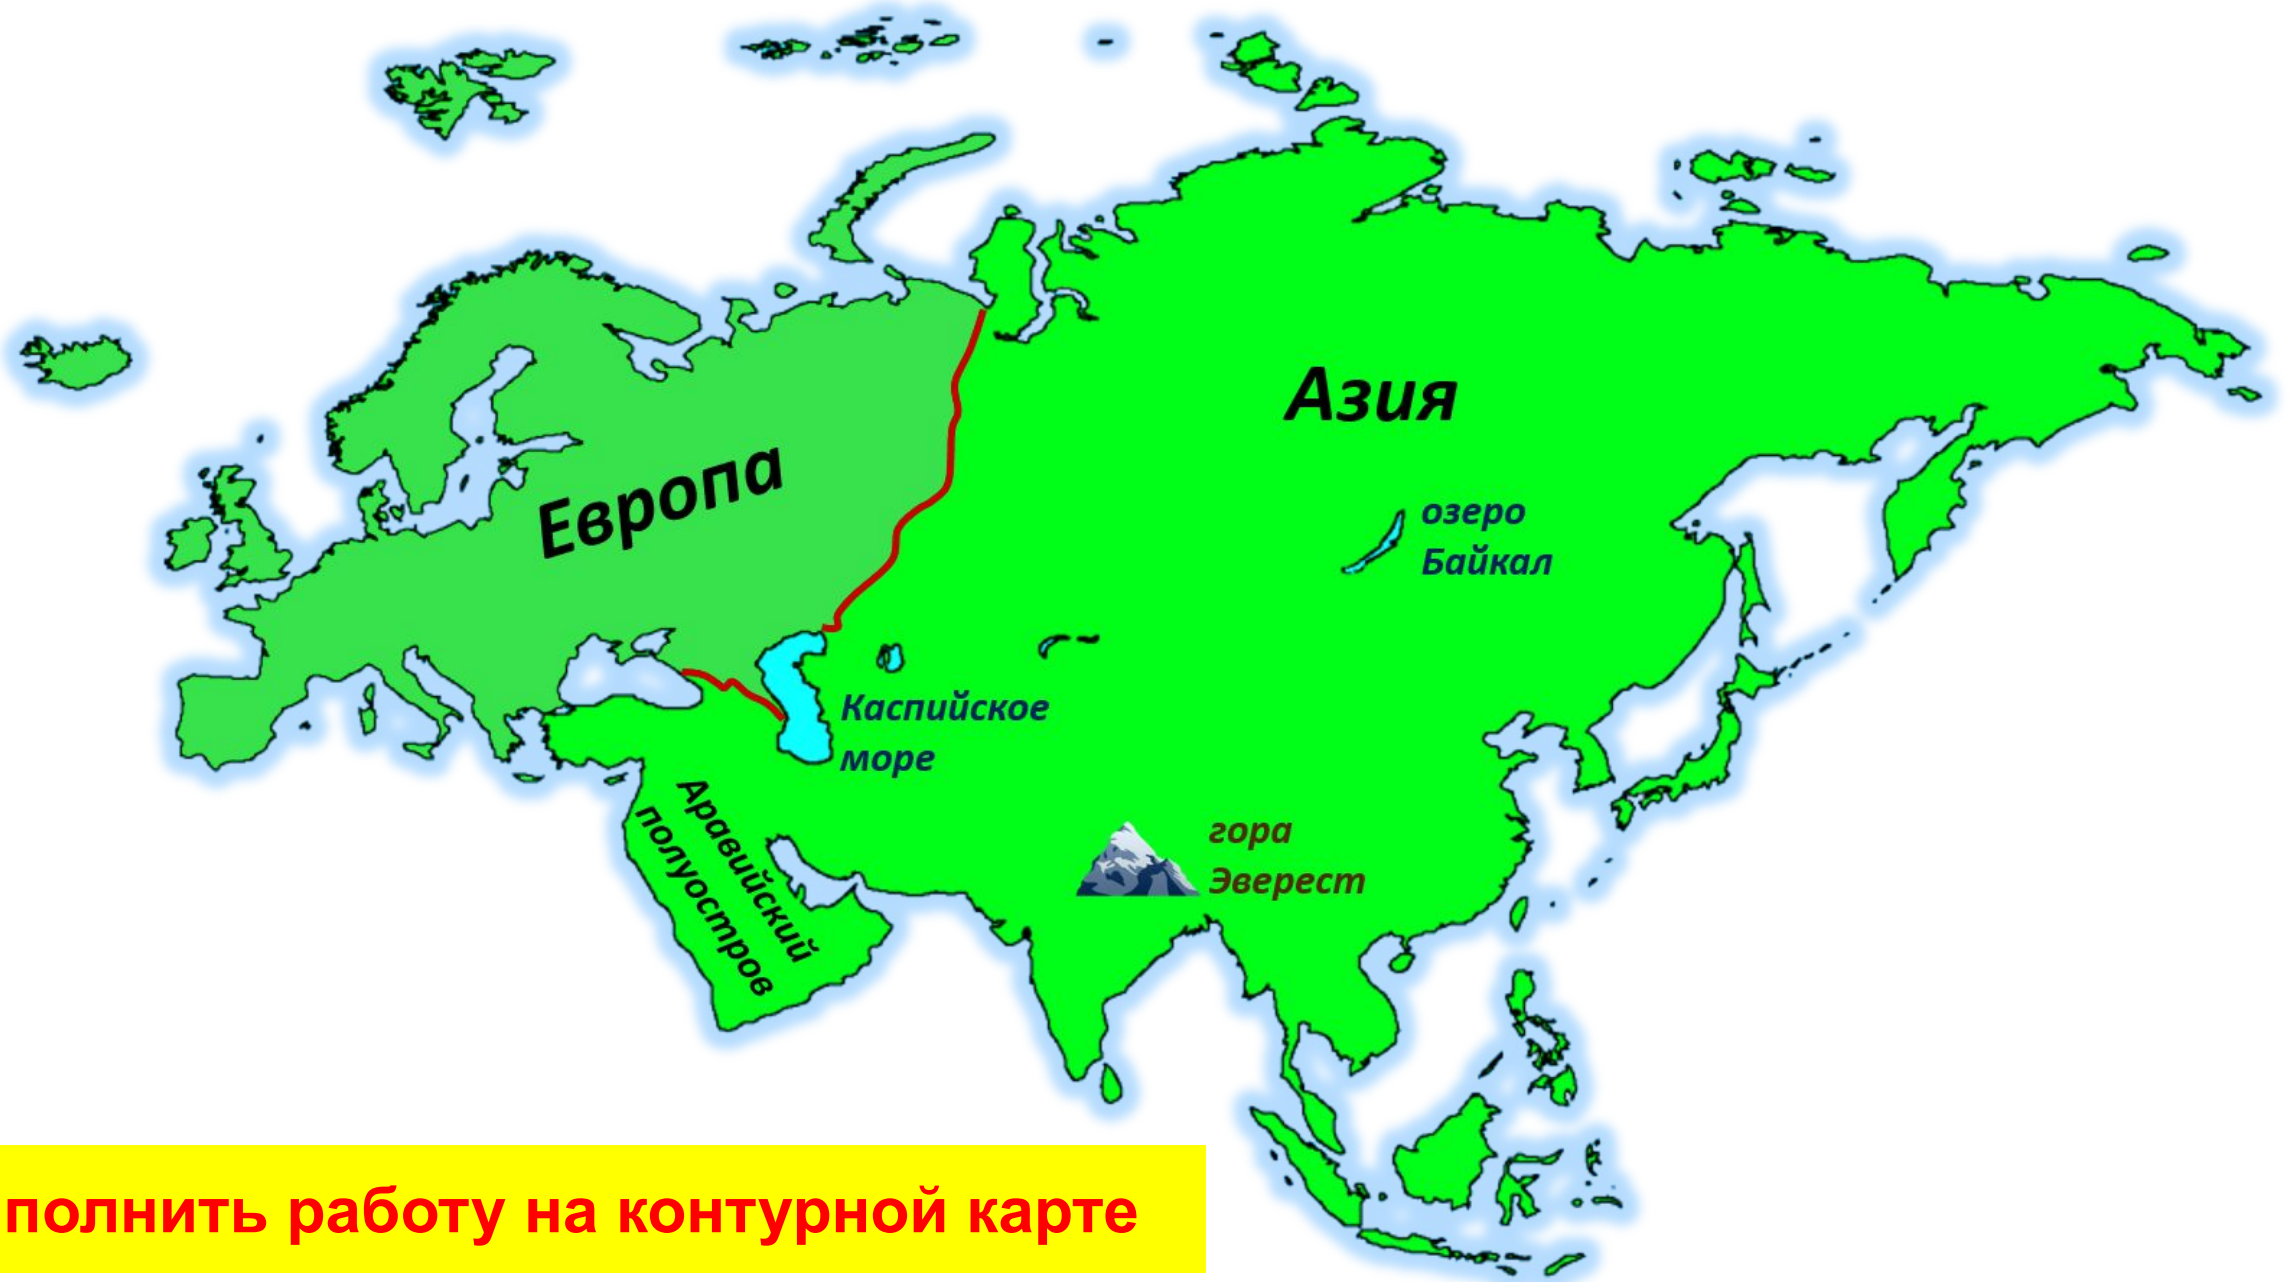 Азия
Европа
озеро
Байкал
Каспийское
море
Аравийский
полуостров
гора
Эверест
полнить работу на контурной карте